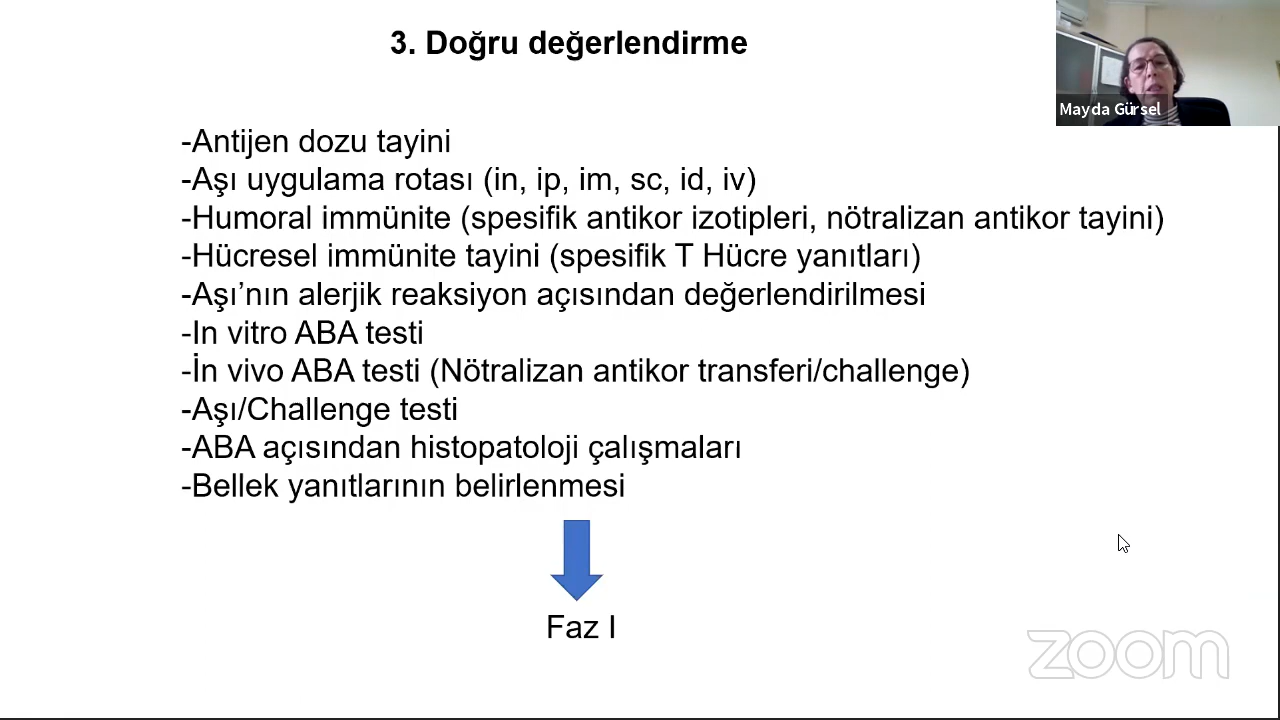 3. Doğru değerlendirme
Mayda Gürsel
-Antijen dozu tayini
-Aşı uygulama rotası (in, ip, im, sc, id, iv)
-Humoral immünite (spesifik antikor izotipleri, nötralizan antikor tayini)
-Hücresel immünite tayini (spesifik T Hücre yanıtları)
-Aşı’nın alerjik reaksiyon açısından değerlendirilmesi
-In vitro ABA testi
-İn vivo ABA testi (Nötralizan antikor transferi/challenge)
-Aşı/Challenge testi
-ABA açısından histopatoloji çalışmaları
-Bellek yanıtlarının belirlenmesi
Faz I
zoom